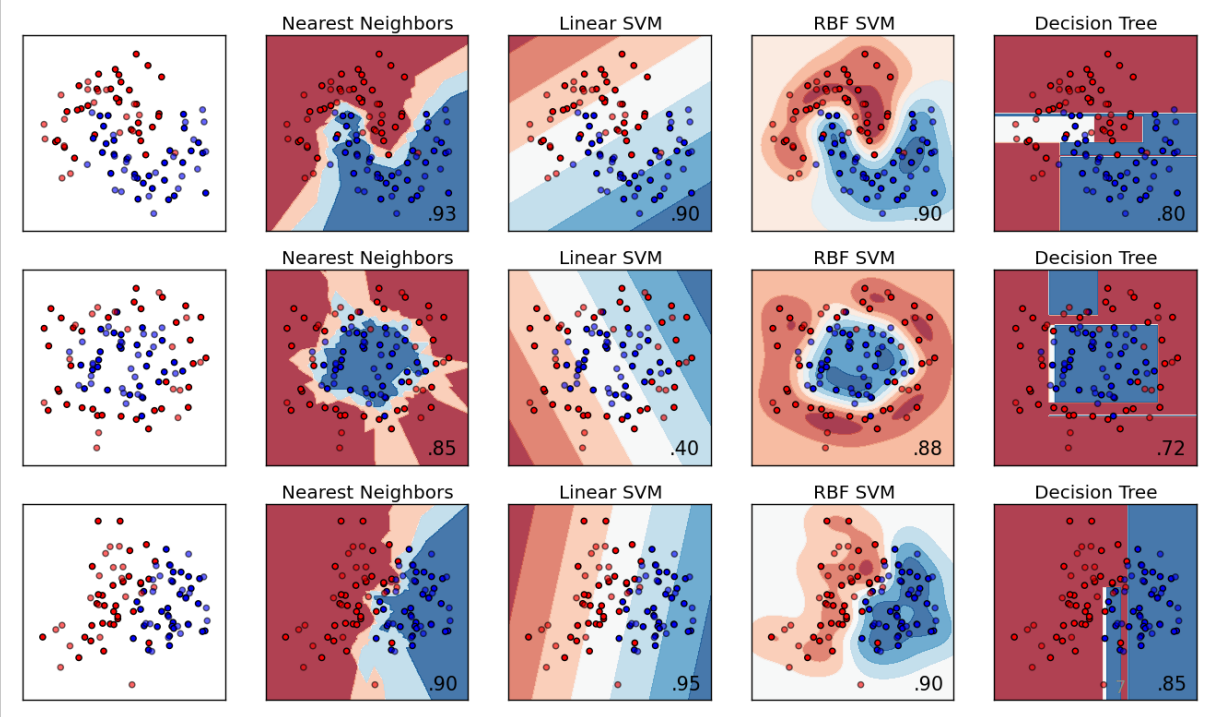 Nearest Neighbors Linear SVM RBF SVM Decision Tree
.93 .90 .90 .80
Nearest Neighbors Linear SVM RBF SVM Decision Tree
.85 .40 .88 .72
Nearest Neighbors Linear SVM RBF SVM Decision Tree
.90 .95 .90 7 .85